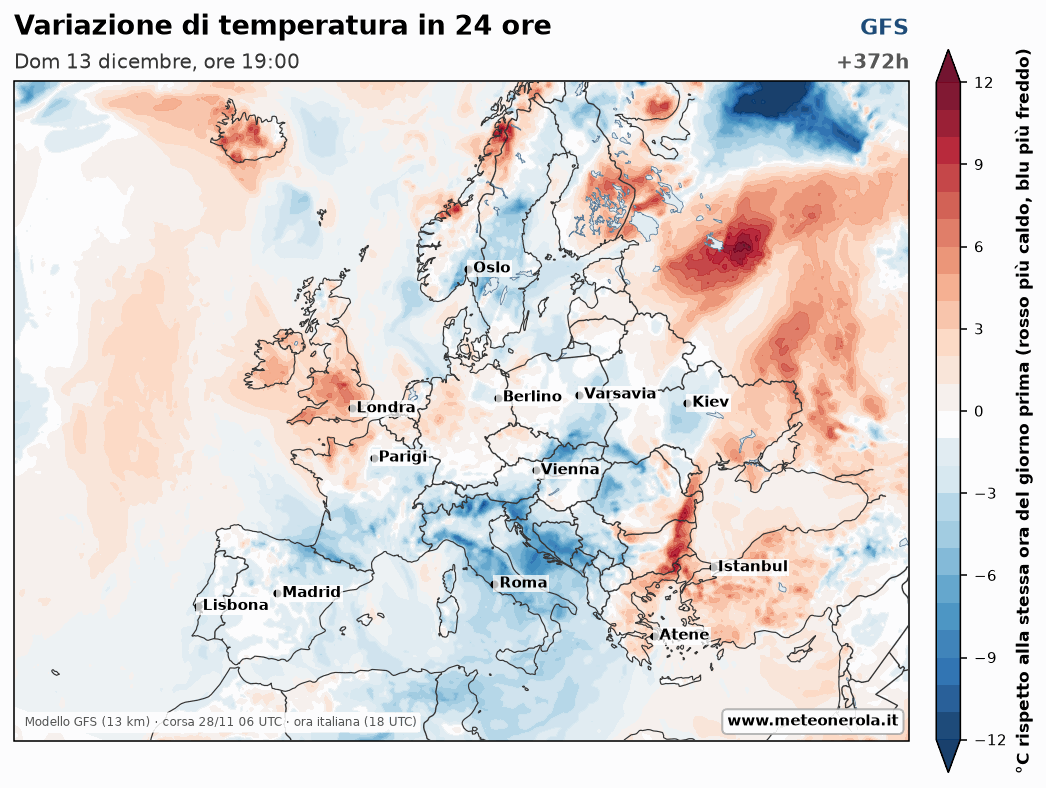 Variazione di temperatura in 24 ore
GFS
Dom 13 dicembre, ore 19:00
+372h
Oslo
Londra
Berlino
Varsavia
Kiev
Parigi
Vienna
Roma
Istanbul
Madrid
Lisbona
Atene
Modello GFS (13 km) · corsa 28/11 06 UTC · ora italiana (18 UTC)
www.meteonerola.it
12
9
6
3
0
−3
−6
−9
−12
°C rispetto alla stessa ora del giorno prima (rosso più caldo, blu più freddo)